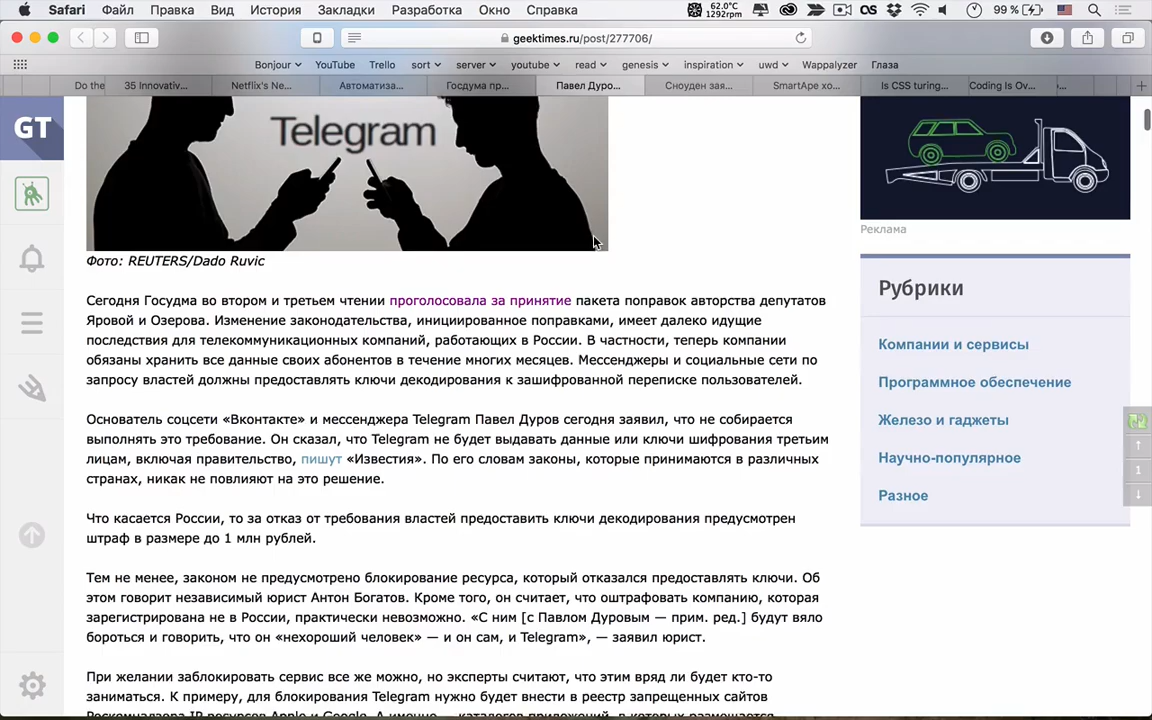 Safari Файл Правка Вид История Закладки Разработка Окно Справка 62.0°C 1292rpm 99 %
geektimes.ru/post/277706/
Bonjour YouTube Trello sort server youtube read genesis inspiration uwd Wappalyzer Глаза
Do the 35 Innovativ... Netflix's Ne... Автоматиза... Госдума пр... Павел Дуро... Сноуден зая... SmartApe хо... Is CSS turing... Coding Is Ov...
GT
Telegram
Реклама
Фото: REUTERS/Dado Ruvic
Сегодня Госудма во втором и третьем чтении проголосовала за принятие пакета поправок авторства депутатов
Яровой и Озерова. Изменение законодательства, инициированное поправками, имеет далеко идущие
последствия для телекоммуникационных компаний, работающих в России. В частности, теперь компании
обязаны хранить все данные своих абонентов в течение многих месяцев. Мессенджеры и социальные сети по
запросу властей должны предоставлять ключи декодирования к зашифрованной переписке пользователей.
Основатель соцсети «Вконтакте» и мессенджера Telegram Павел Дуров сегодня заявил, что не собирается
выполнять это требование. Он сказал, что Telegram не будет выдавать данные или ключи шифрования третьим
лицам, включая правительство, пишут «Известия». По его словам законы, которые принимаются в различных
странах, никак не повлияют на это решение.
Что касается России, то за отказ от требования властей предоставить ключи декодирования предусмотрен
штраф в размере до 1 млн рублей.
Тем не менее, законом не предусмотрено блокирование ресурса, который отказался предоставлять ключи. Об
этом говорит независимый юрист Антон Богатов. Кроме того, он считает, что оштрафовать компанию, которая
зарегистрирована не в России, практически невозможно. «С ним [с Павлом Дуровым — прим. ред.] будут вяло
бороться и говорить, что он «нехороший человек» — и он сам, и Telegram», — заявил юрист.
При желании заблокировать сервис все же можно, но эксперты считают, что этим вряд ли будет кто-то
заниматься. К примеру, для блокирования Telegram нужно будет внести в реестр запрещенных сайтов
Роскомнадзора IP ресурсов Apple и Google. А именно — каталогов приложений, в которых размещается
Рубрики
Компании и сервисы
Программное обеспечение
Железо и гаджеты
Научно-популярное
Разное
1